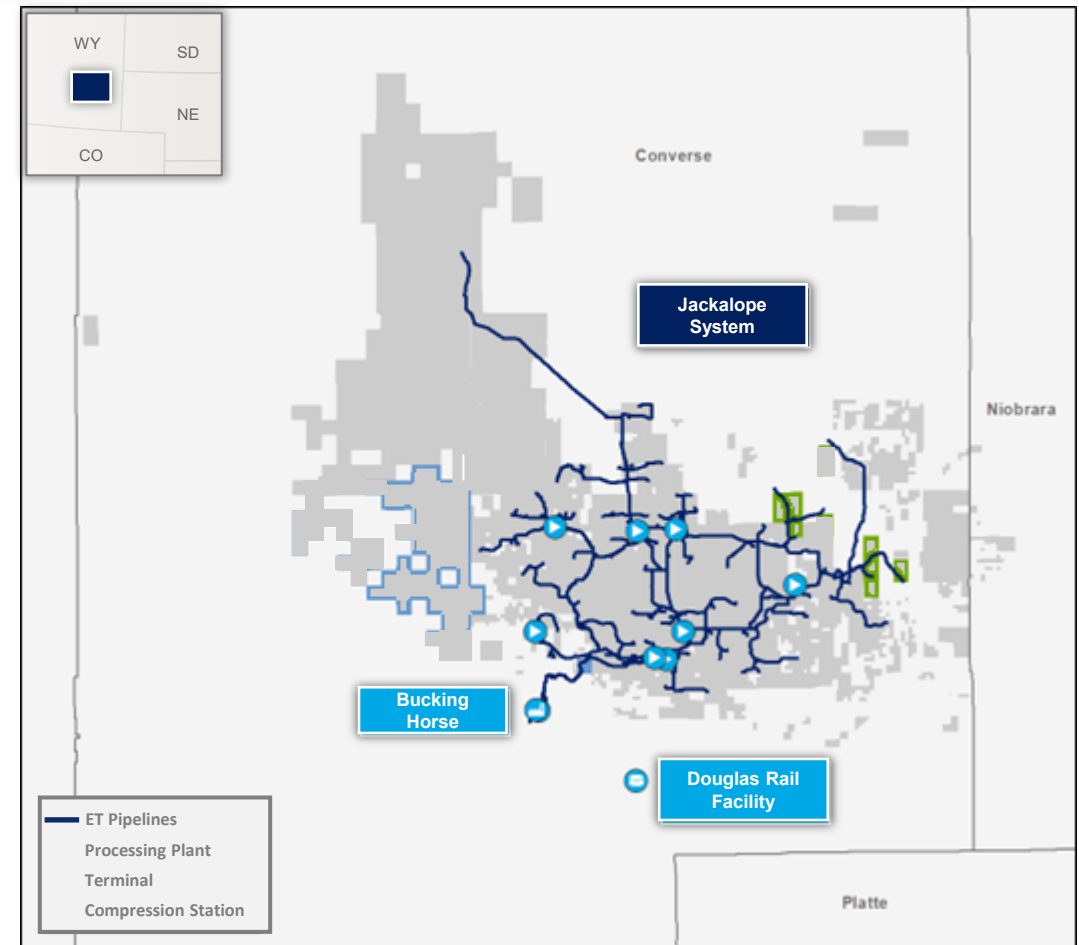 WY
SD
NE
CO
Converse
Jackalope
System
Niobrara
Bucking
Horse
Douglas Rail
Facility
ET Pipelines
Processing Plant
Terminal
Compression Station
Platte